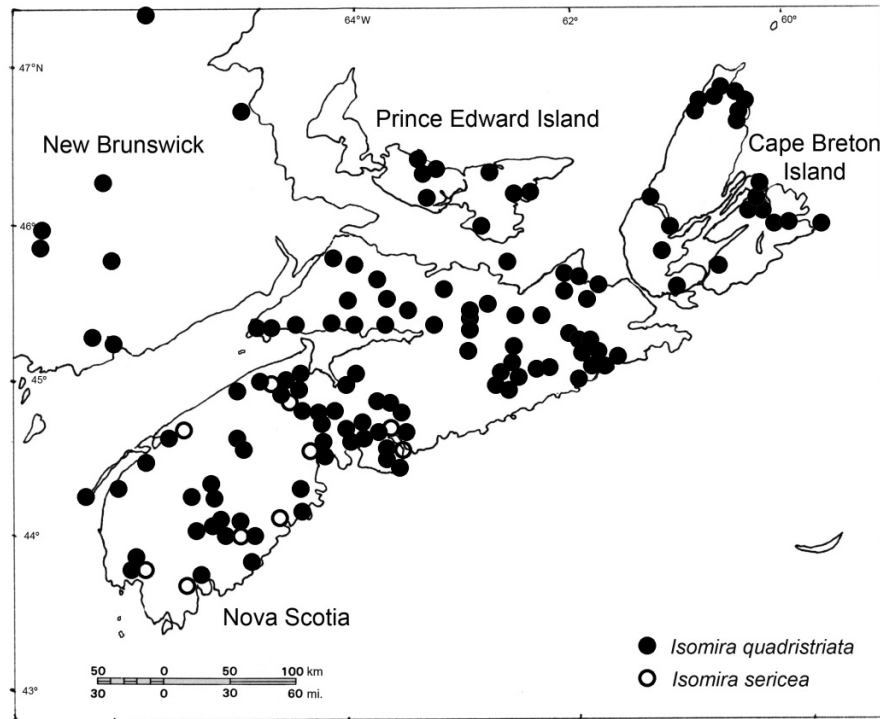 64°W 62° 60°
47°N
Prince Edward Island
New Brunswick
Cape Breton
Island
46°
45°
44°
Nova Scotia
Isomira quadristriata
50 0 50 100 km
30 0 30 60 mi.
Isomira sericea
43°